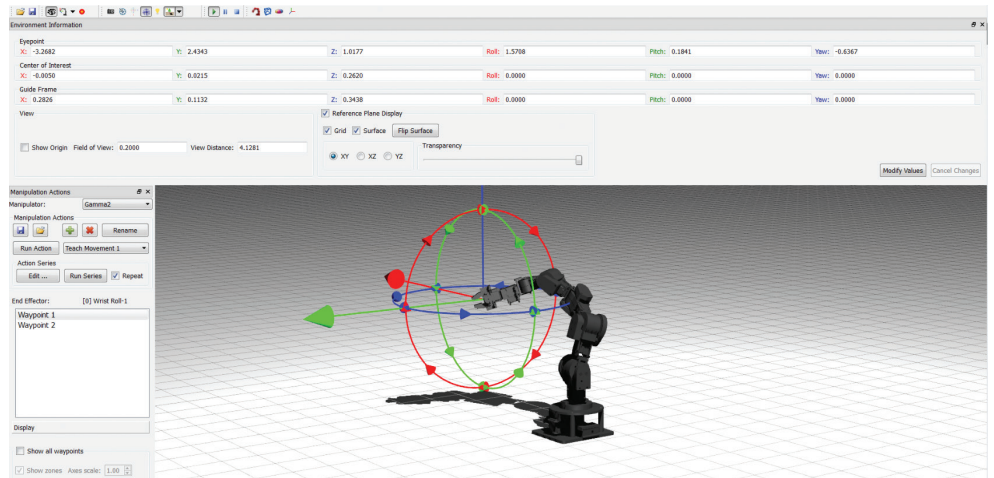 Environment Information
Eyepoint
X: -3.2682 Y: 2.4343 Z: 1.0177 Roll: 1.5708 Pitch: 0.1841 Yaw: -0.6367
Center of Interest
X: -0.0050 Y: 0.0215 Z: 0.2620 Roll: 0.0000 Pitch: 0.0000 Yaw: 0.0000
Guide Frame
X: 0.2826 Y: 0.1132 Z: 0.3438 Roll: 0.0000 Pitch: 0.0000 Yaw: 0.0000
View
Show Origin Field of View: 0.2000 View Distance: 4.1281
Reference Plane Display
Grid Surface Flip Surface
XY XZ YZ
Transparency
Modify Values Cancel Changes
Manipulation Actions
Manipulator: Gamma2
Manipulation Actions
Rename
Run Action Teach Movement 1
Action Series
Edit ... Run Series Repeat
End Effector: [0] Wrist Roll-1
Waypoint 1
Waypoint 2
Display
Show all waypoints
Show zones Axes scale: 1.00